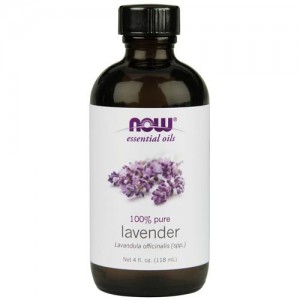 now
essential oils
100% pure
lavender
Lavandula officinalis (spp.)
Net 4 fl. oz. (118 mL)